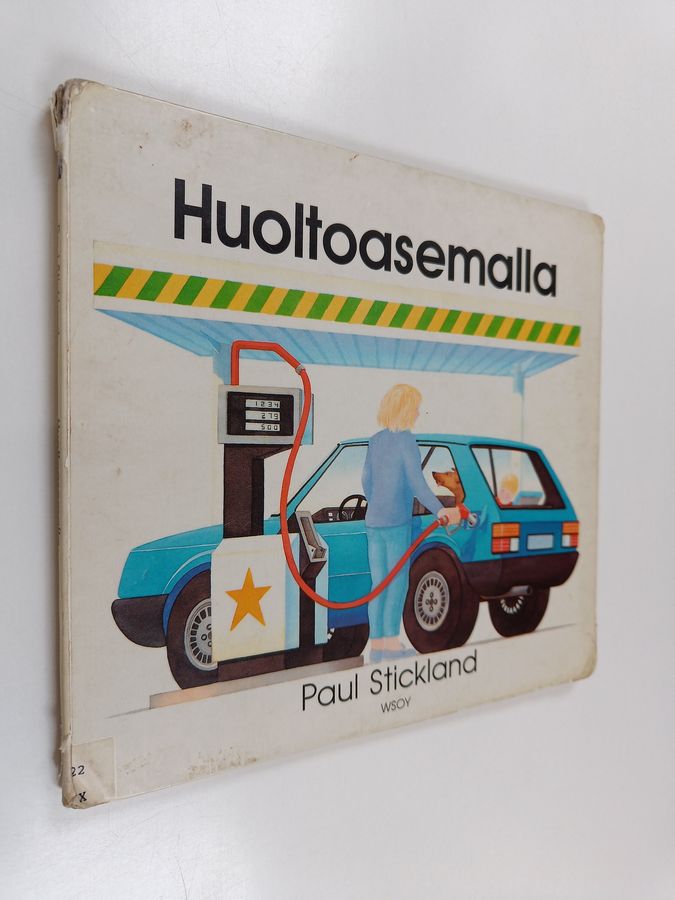 Huoltoasemalla
1234
279
500
Paul Stickland
WSOY
22
X